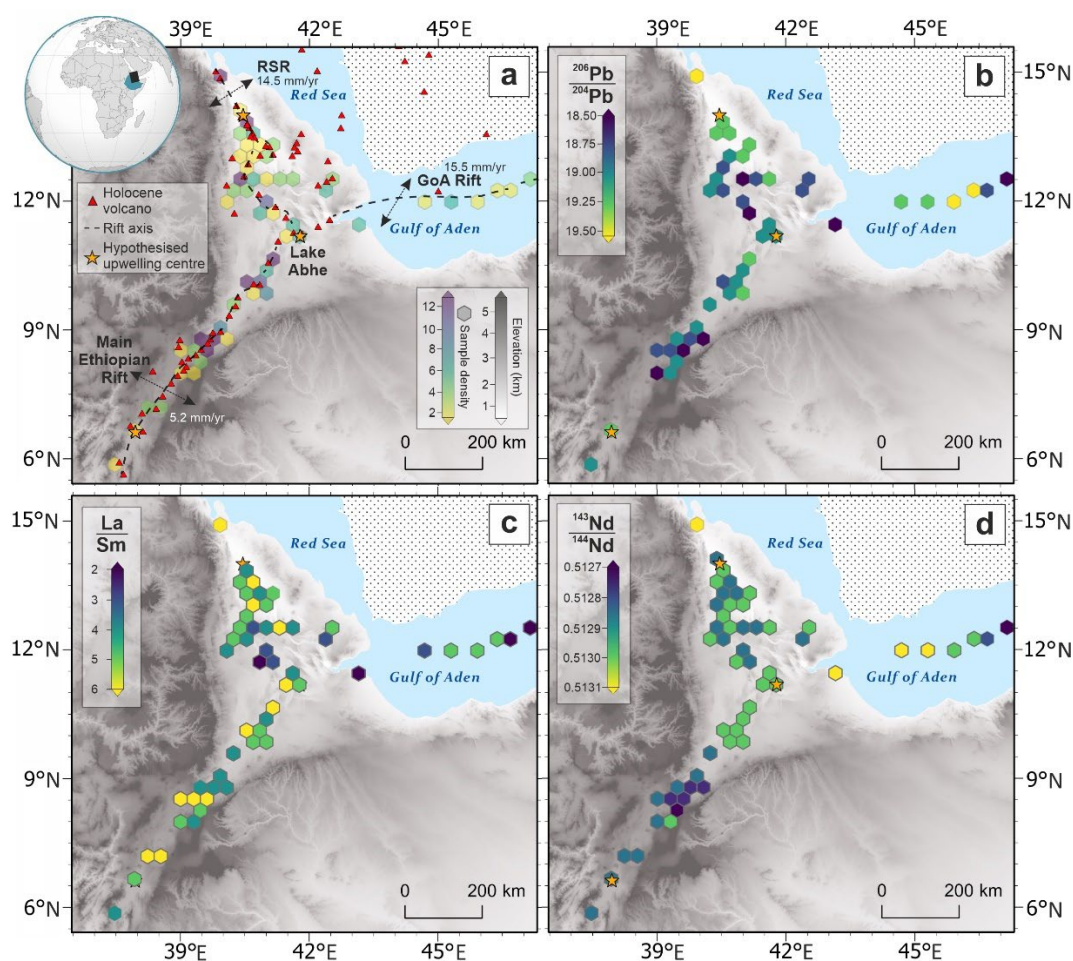 39°E 42°E 45°E 39°E 42°E 45°E
a
RSR
14.5 mm/yr
Red Sea
15.5 mm/yr
GoA Rift
Gulf of Aden
Holocene
volcano
Rift axis
Hypothesised
upwelling centre
Lake
Abhe
Main
Ethiopian
Rift
5.2 mm/yr
12
10
8
6
4
2
Sample density
5
4
3
2
1
Elevation (km)
0 200 km
12°N
9°N
6°N
b
206Pb
204Pb
18.50
18.75
19.00
19.25
19.50
Red Sea
Gulf of Aden
0 200 km
15°N
12°N
9°N
6°N
c
La
Sm
2
3
4
5
6
Red Sea
Gulf of Aden
0 200 km
15°N
12°N
9°N
6°N
d
143Nd
144Nd
0.5127
0.5128
0.5129
0.5130
0.5131
Red Sea
Gulf of Aden
0 200 km
15°N
12°N
9°N
6°N
39°E 42°E 45°E 39°E 42°E 45°E